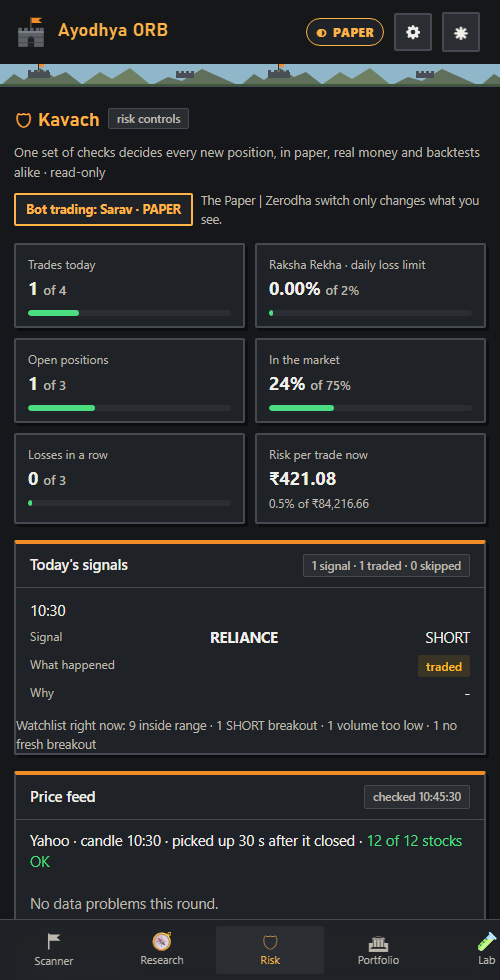 Ayodhya ORB
PAPER
Kavach
risk controls
One set of checks decides every new position, in paper, real money and backtests
alike · read-only
Bot trading: Sarav · PAPER
The Paper | Zerodha switch only changes what you
see.
Trades today
1 of 4
Raksha Rekha · daily loss limit
0.00% of 2%
Open positions
1 of 3
In the market
24% of 75%
Losses in a row
0 of 3
Risk per trade now
₹421.08
0.5% of ₹84,216.66
Today's signals
1 signal · 1 traded · 0 skipped
10:30
Signal RELIANCE SHORT
What happened traded
Why -
Watchlist right now: 9 inside range · 1 SHORT breakout · 1 volume too low · 1 no
fresh breakout
Price feed
checked 10:45:30
Yahoo · candle 10:30 · picked up 30 s after it closed · 12 of 12 stocks
OK
No data problems this round.
Scanner
Research
Risk
Portfolio
Lab